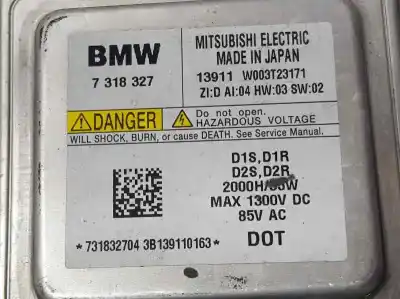 BMW
7 318 327
MITSUBISHI ELECTRIC
MADE IN JAPAN
13911 W003T23171
ZI:D AI:04 HW:03 SW:02
DANGER
Do not open.
HAZARDOUS VOLTAGE
WILL SHOCK, BURN, or cause DEATH. See Service Manual.
D1S,D1R
D2S,D2R
2000H/35W
MAX 1300V DC
85V AC
*731832704 3B139110163*
DOT